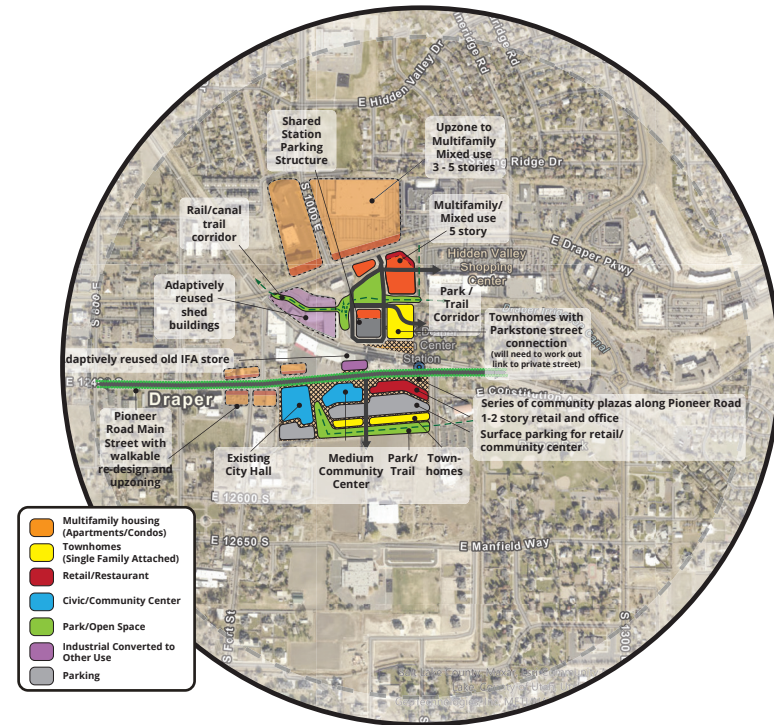 E Hidden Valley Dr
Shared
Station
Parking
Structure
Upzone to
Multifamily
Mixed use
3 - 5 stories
Ridge Dr
S 1000 E
Rail/canal
trail
corridor
Multifamily/
Mixed use
5 story
E Draper Pkwy
Hidden Valley
Shopping
Center
Adaptively
reused
shed
buildings
Park /
Trail
Corridor
Townhomes with
Parkstone street
connection
(will need to work out
link to private street)
Center
Station
adaptively reused old IFA store
Draper
Pioneer
Road Main
Street with
walkable
re-design and
upzoning
Series of community plazas along Pioneer Road
1-2 story retail and office
Surface parking for retail/
community center
Existing
City Hall
Medium
Community
Center
Park/
Trail
Town-
homes
E 12600 S
E 12650 S
E Manfield Way
S Fort St
S 1300 E
Multifamily housing
(Apartments/Condos)
Townhomes
(Single Family Attached)
Retail/Restaurant
Civic/Community Center
Park/Open Space
Industrial Converted to
Other Use
Parking